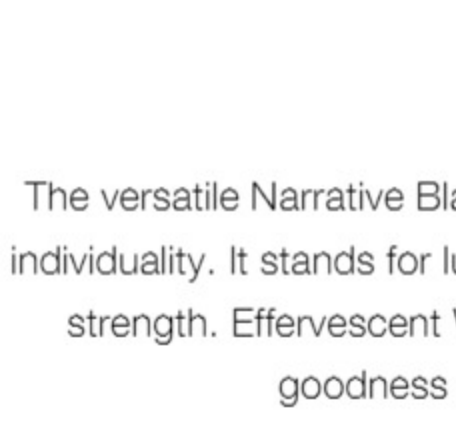 The versatile Narrative
individuality. It stands for
strength. Effervescent
goodness